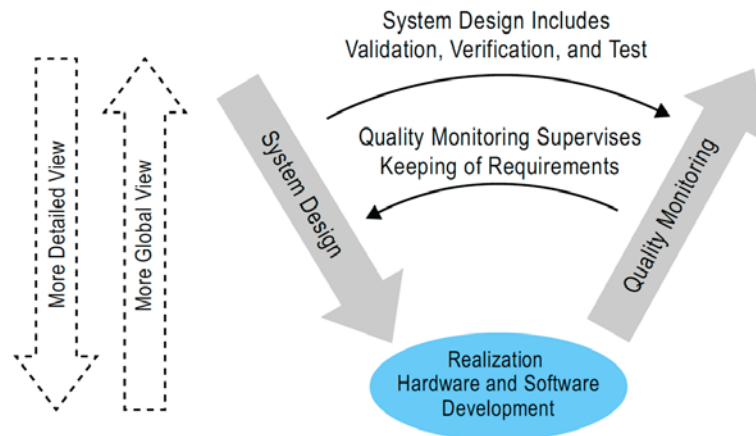 System Design Includes
Validation, Verification, and Test
Quality Monitoring Supervises
Keeping of Requirements
More Detailed View
More Global View
System Design
Quality Monitoring
Realization
Hardware and Software
Development